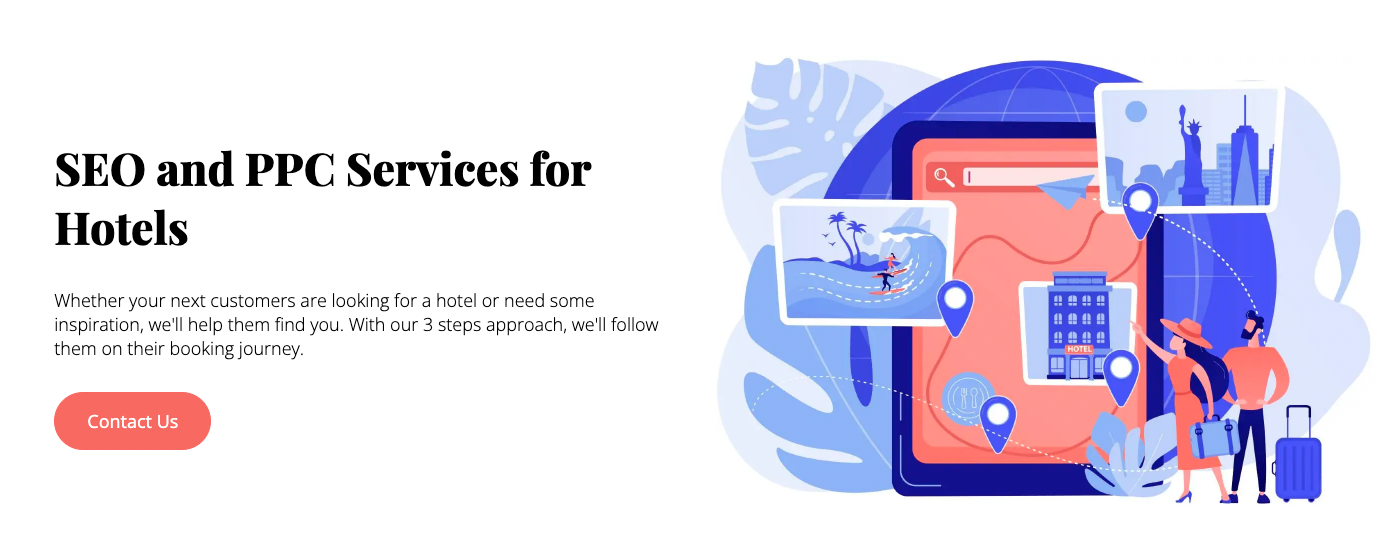 SEO and PPC Services for
Hotels
Whether your next customers are looking for a hotel or need some
inspiration, we'll help them find you. With our 3 steps approach, we'll follow
them on their booking journey.
Contact Us
HOTEL